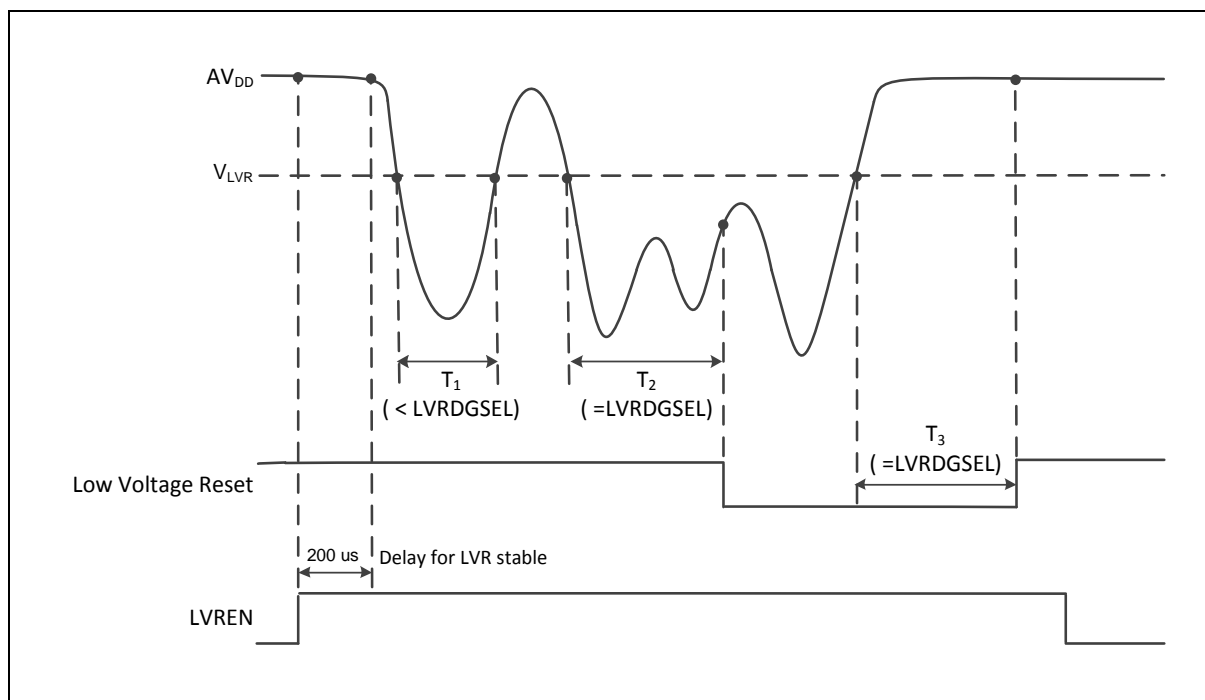 AVDD
VLVR
T1
( < LVRDGSEL)
T2
( =LVRDGSEL)
T3
( =LVRDGSEL)
Low Voltage Reset
200 us
Delay for LVR stable
LVREN